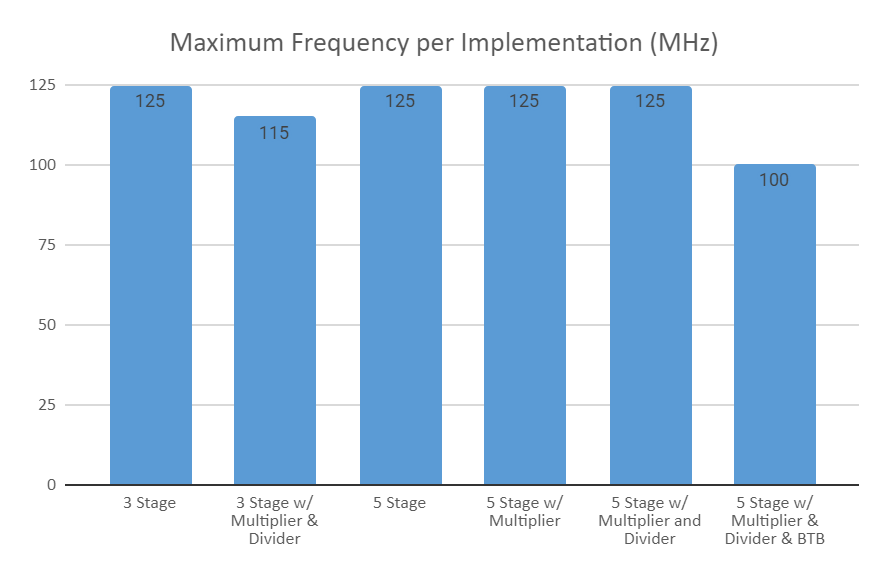 Maximum Frequency per Implementation (MHz)
125
100
75
50
25
0
125
115
125
125
125
100
3 Stage
3 Stage w/
Multiplier &
Divider
5 Stage
5 Stage w/
Multiplier
5 Stage w/
Multiplier and
Divider
5 Stage w/
Multiplier &
Divider & BTB